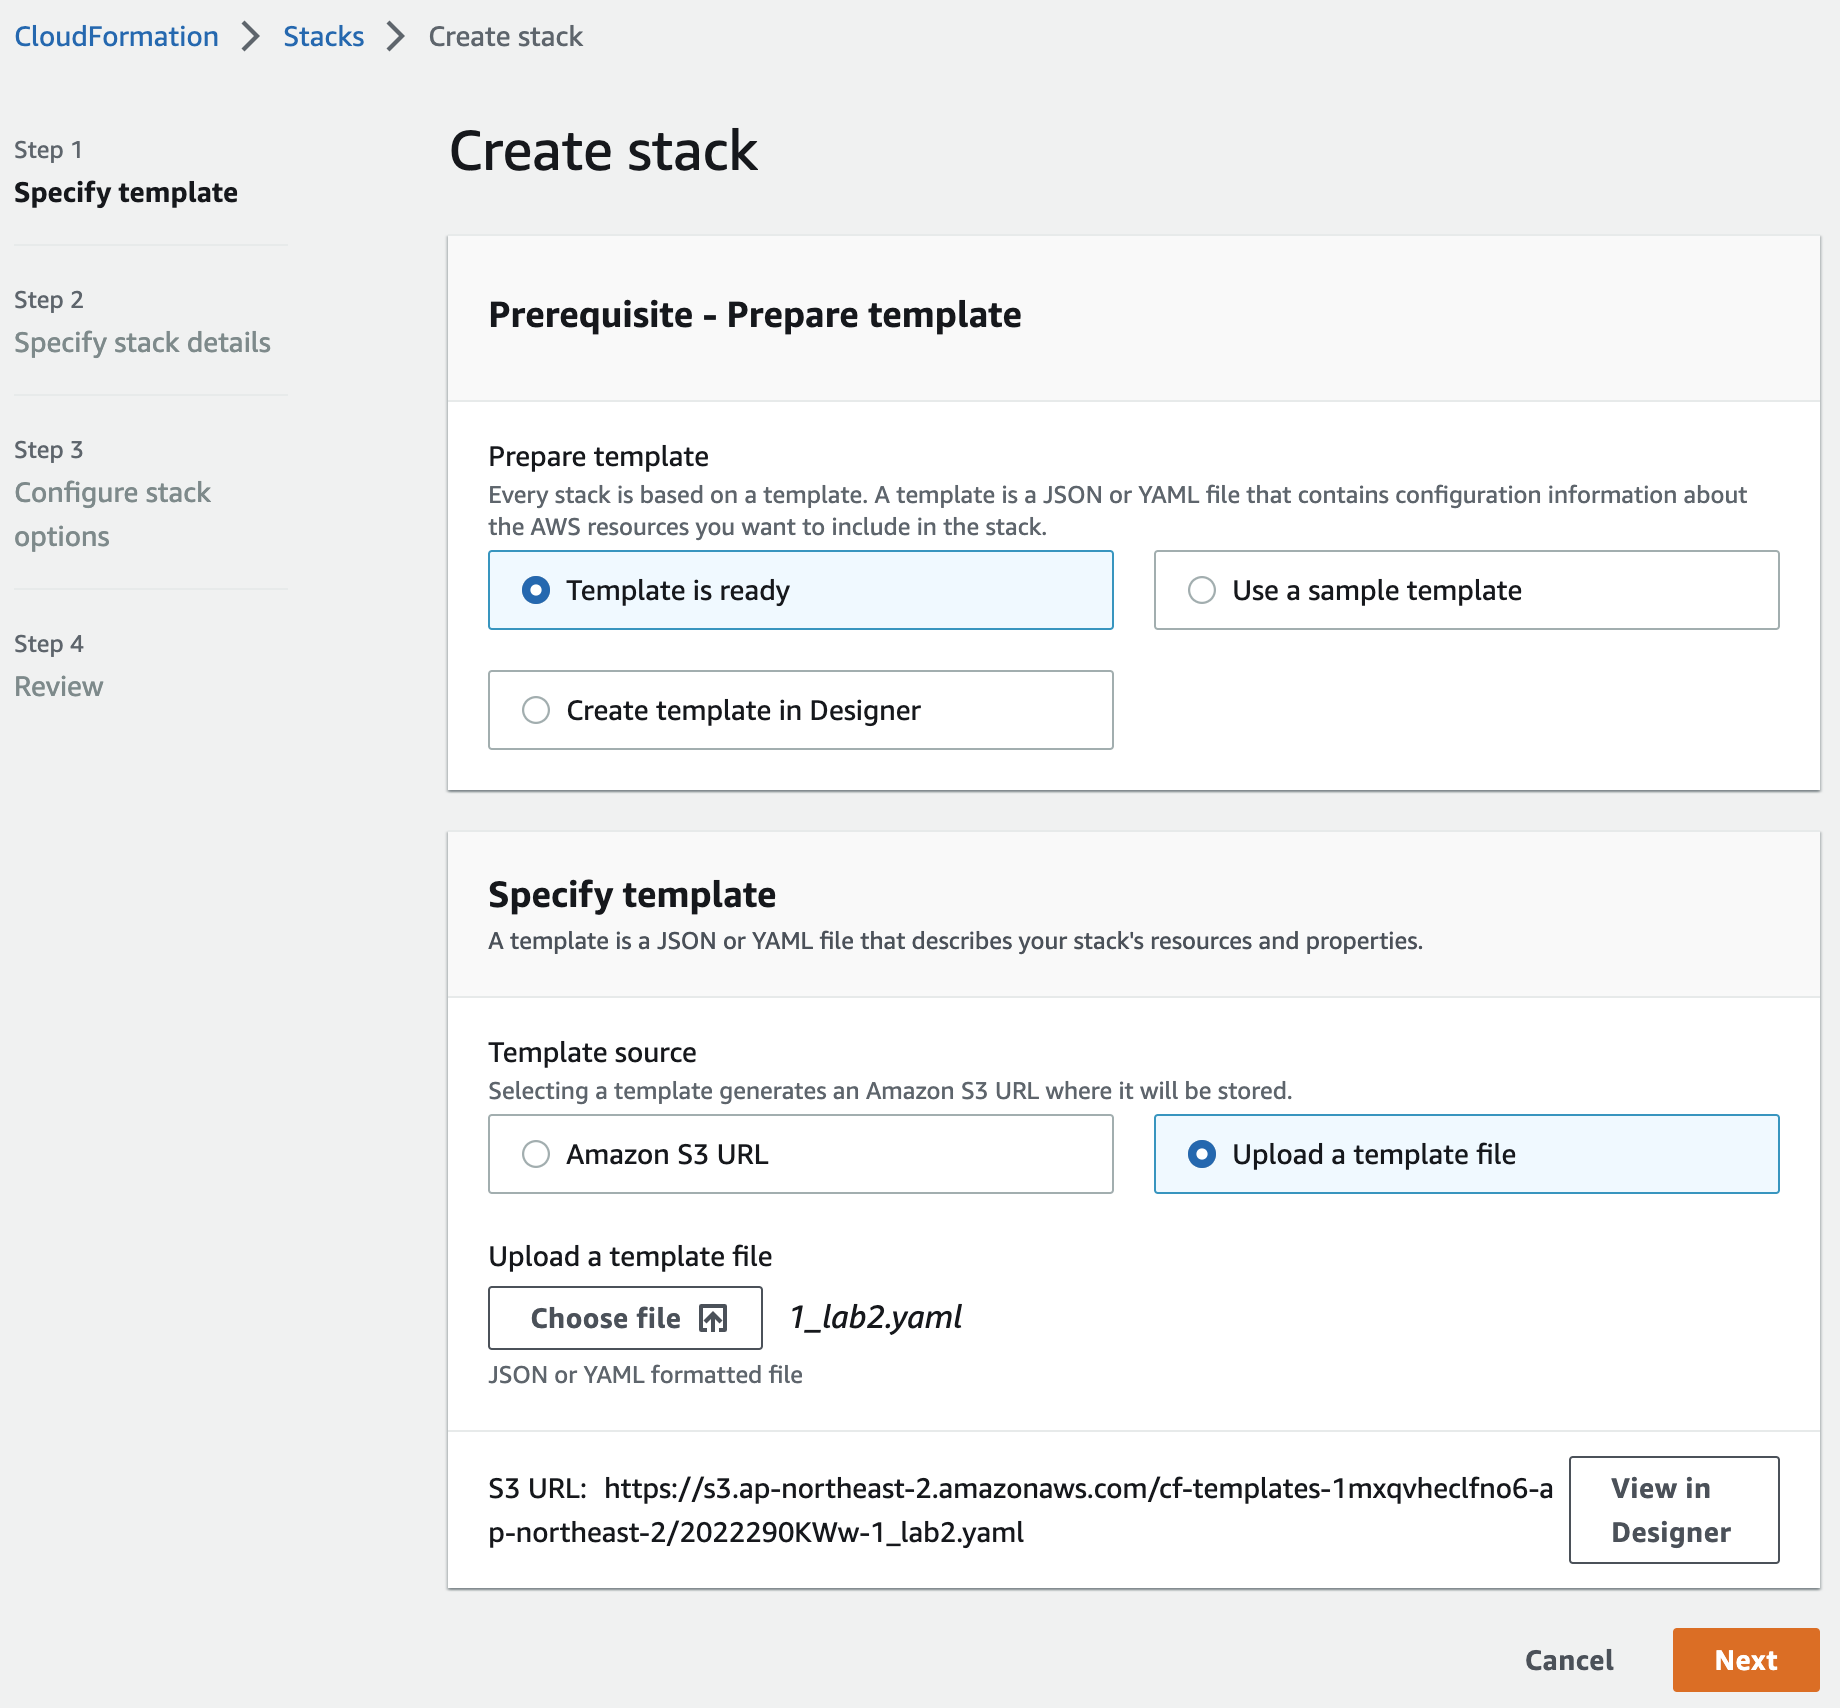 CloudFormation > Stacks > Create stack
Step 1
Specify template
Step 2
Specify stack details
Step 3
Configure stack
options
Step 4
Review
Create stack
Prerequisite - Prepare template
Prepare template
Every stack is based on a template. A template is a JSON or YAML file that contains configuration information about
the AWS resources you want to include in the stack.
Template is ready
Use a sample template
Create template in Designer
Specify template
A template is a JSON or YAML file that describes your stack's resources and properties.
Template source
Selecting a template generates an Amazon S3 URL where it will be stored.
Amazon S3 URL
Upload a template file
Upload a template file
Choose file
1_lab2.yaml
JSON or YAML formatted file
S3 URL: https://s3.ap-northeast-2.amazonaws.com/cf-templates-1mxqvheclfno6-a
p-northeast-2/2022290KWw-1_lab2.yaml
View in
Designer
Cancel
Next